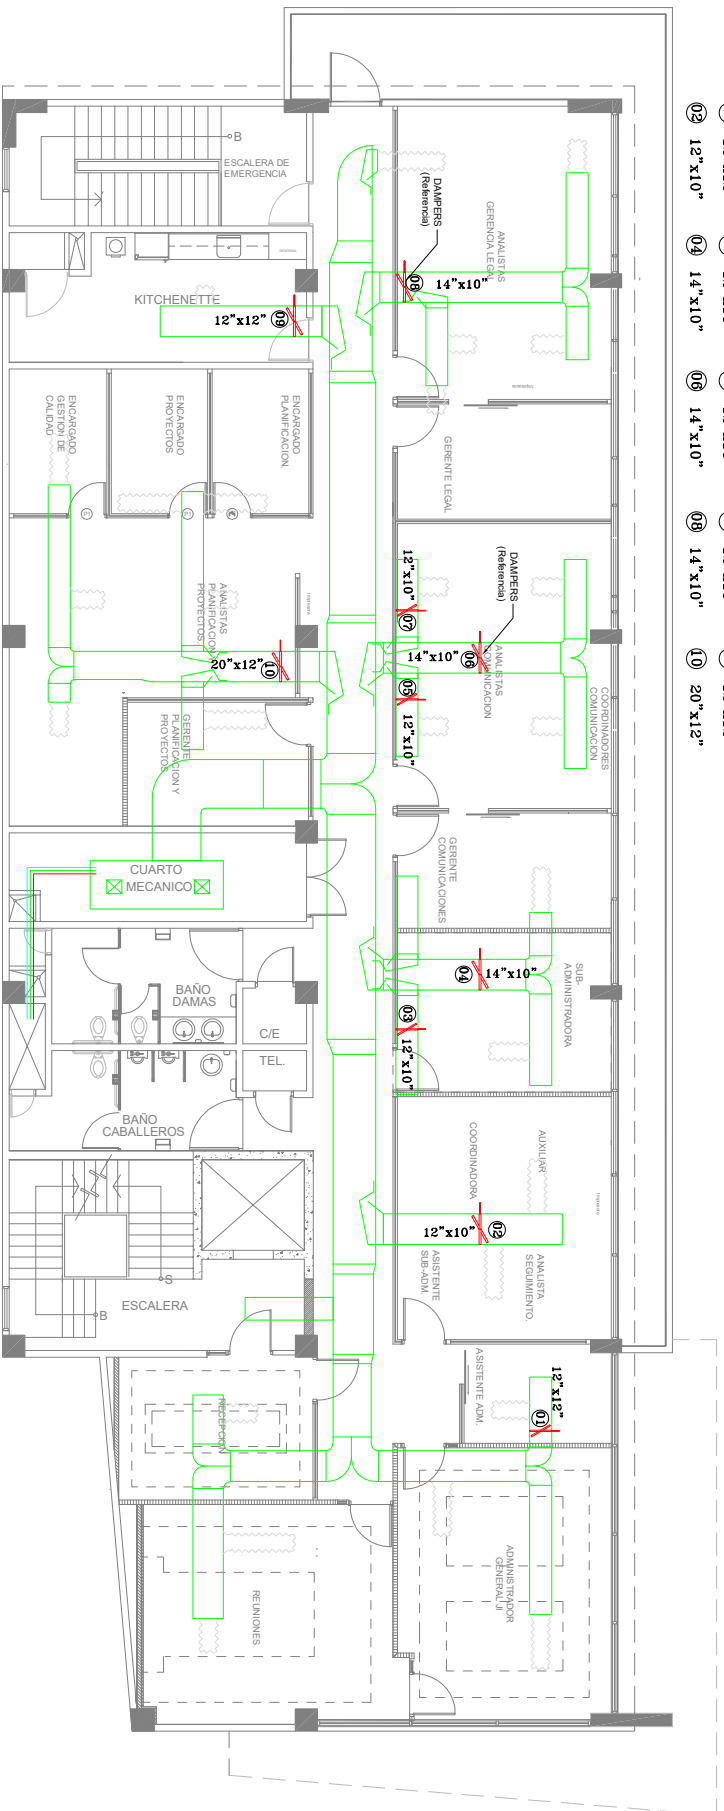 02 12"x10"
04 14"x10"
06 14"x10"
08 14"x10"
10 20"x12"
B
ESCALERA DE
EMERGENCIA
DAMPERS
(Referencia)
ANALISTAS
GERENCIA LEGAL
08 14"x10"
KITCHENETTE
12"x12" 09
ENCARGADO
GESTION DE
CALIDAD
ENCARGADO
PROYECTOS
ENCARGADO
PLANIFICACION.
GERENTE LEGAL
DAMPERS
(Referencia)
12"x10" 07
14"x10" 06
ANALISTAS
COMUNICACION
05 12"x10"
COORDINADORES
COMUNICACION
ANALISTAS
PLANIFICACION
PROYECTOS
Impresora
20"x12" 10
GERENTE
PLANIFICACION Y
PROYECTOS
GERENTE
COMUNICACIONES
CUARTO
MECANICO
SUB-
ADMINISTRADORA
04 14"x10"
03 12"x10"
BAÑO
DAMAS
C/E
TEL.
BAÑO
CABALLEROS
COORDINADORA
AUXILIAR
Impresora
12"x10" 02
ASISTENTE
SUB-ADM.
ANALISTA
SEGUIMIENTO.
S
B
ESCALERA
ASISTENTE ADM.
12"x12"
01
RECEPCION
REUNIONES
ADMINISTRADOR
GENERAL JI